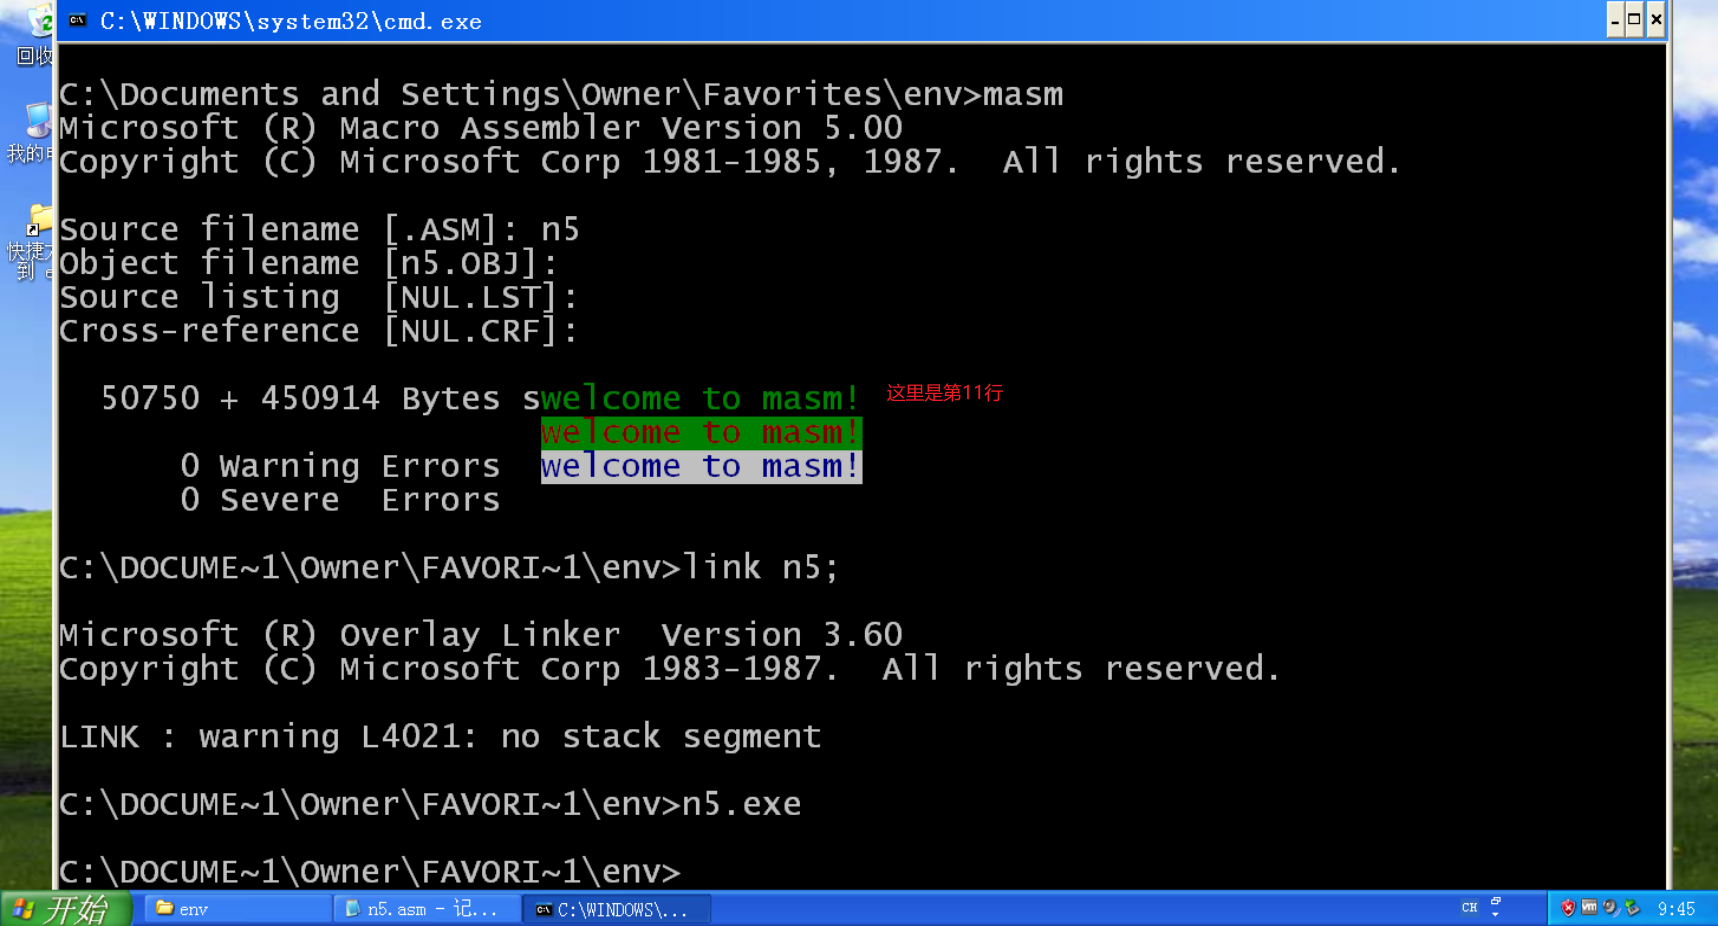 C:\WINDOWS\system32\cmd.exe
回收
我的
快捷
到 e
C:\Documents and Settings\Owner\Favorites\env>masm
Microsoft (R) Macro Assembler Version 5.00
Copyright (C) Microsoft Corp 1981-1985, 1987.  All rights reserved.
Source filename [.ASM]: n5
Object filename [n5.OBJ]:
Source listing  [NUL.LST]:
Cross-reference [NUL.CRF]:
50750 + 450914 Bytes swelcome to masm! 这里是第11行
welcome to masm!
0 Warning Errors  welcome to masm!
0 Severe  Errors
C:\DOCUME~1\Owner\FAVORI~1\env>link n5;
Microsoft (R) Overlay Linker  Version 3.60
Copyright (C) Microsoft Corp 1983-1987.  All rights reserved.
LINK : warning L4021: no stack segment
C:\DOCUME~1\Owner\FAVORI~1\env>n5.exe
C:\DOCUME~1\Owner\FAVORI~1\env>
开始 env n5.asm - 记... C:\WINDOWS\... CH 9:45